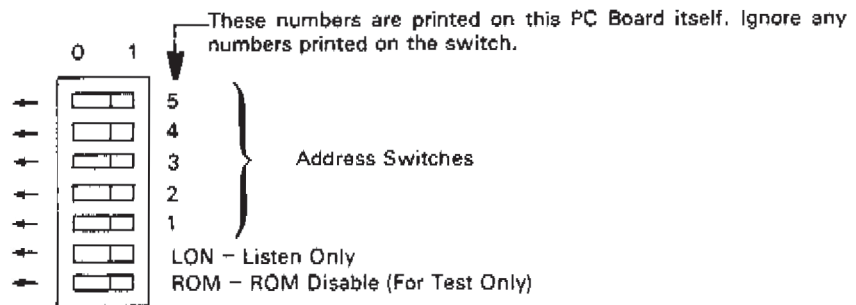 These numbers are printed on this PC Board itself. Ignore any
numbers printed on the switch.
0 1
5
4
3
Address Switches
2
1
LON – Listen Only
ROM – ROM Disable (For Test Only)